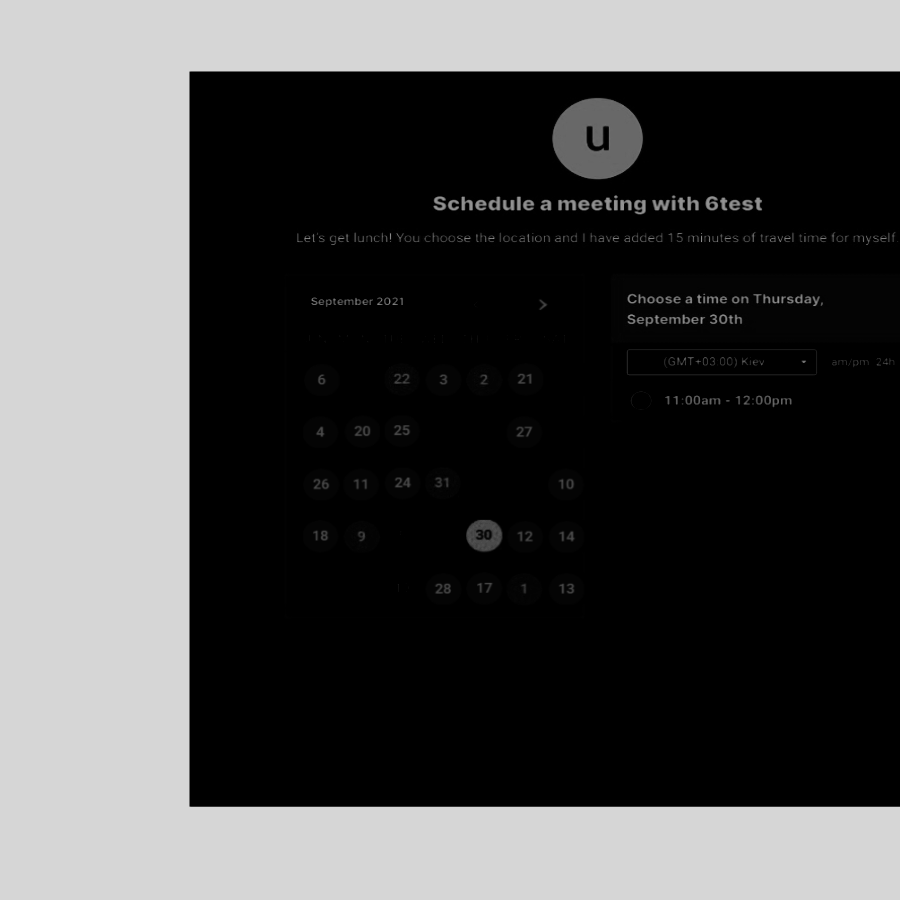 u
Schedule a meeting with 6test
Let's get lunch! You choose the location and I have added 15 minutes of travel time for myself.
September 2021
Choose a time on Thursday,
September 30th
(GMT+03:00) Kiev
am/pm 24h
11:00am - 12:00pm
6 22 3 2 21
4 20 25 27
26 11 24 31 10
18 9 30 12 14
28 17 1 13